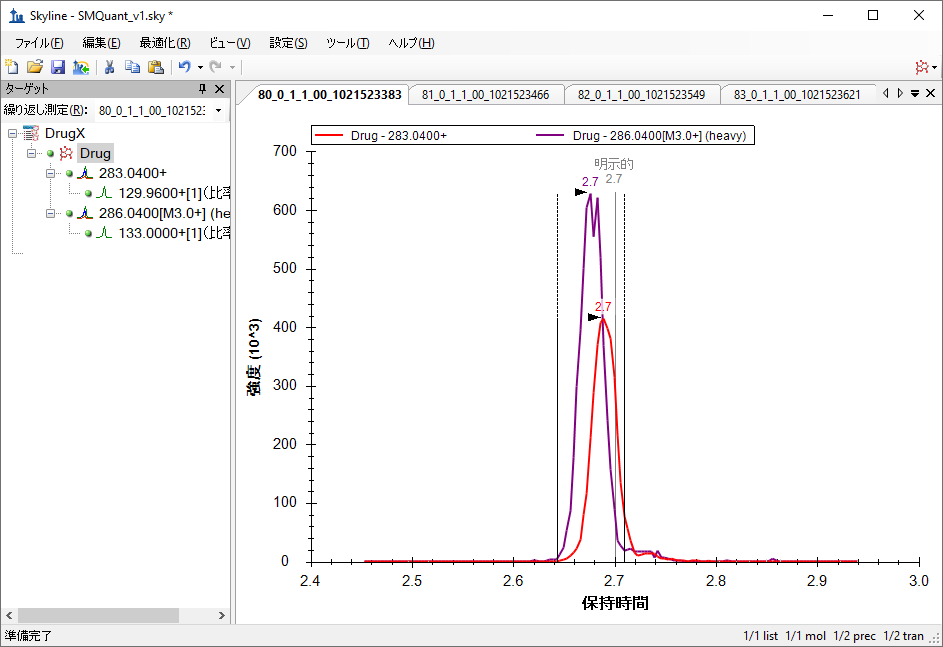 Skyline - SMQuant_v1.sky *
ファイル(F) 編集(E) 最適化(R) ビュー(V) 設定(S) ツール(T) ヘルプ(H)
ターゲット
繰り返し測定(R): 80_0_1_1_00_102152
DrugX
Drug
283.0400+
129.9600+[1](比率
286.0400[M3.0+] (he
133.0000+[1](比率
80_0_1_1_00_1021523383 81_0_1_1_00_1021523466 82_0_1_1_00_1021523549 83_0_1_1_00_1021523621
Drug - 283.0400+ Drug - 286.0400[M3.0+] (heavy)
明示的
2.7
2.7
2.7
強度 (10^3)
700
600
500
400
300
200
100
0
2.4 2.5 2.6 2.7 2.8 2.9 3.0
保持時間
準備完了 1/1 list 1/1 mol 1/2 prec 1/2 tran